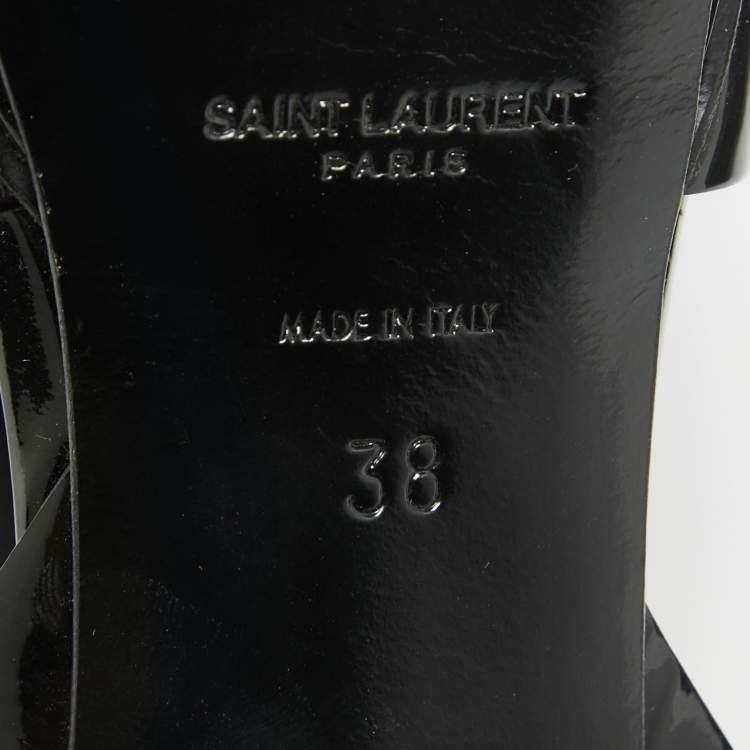 SAINT LAURENT
PARIS
MADE IN ITALY
38